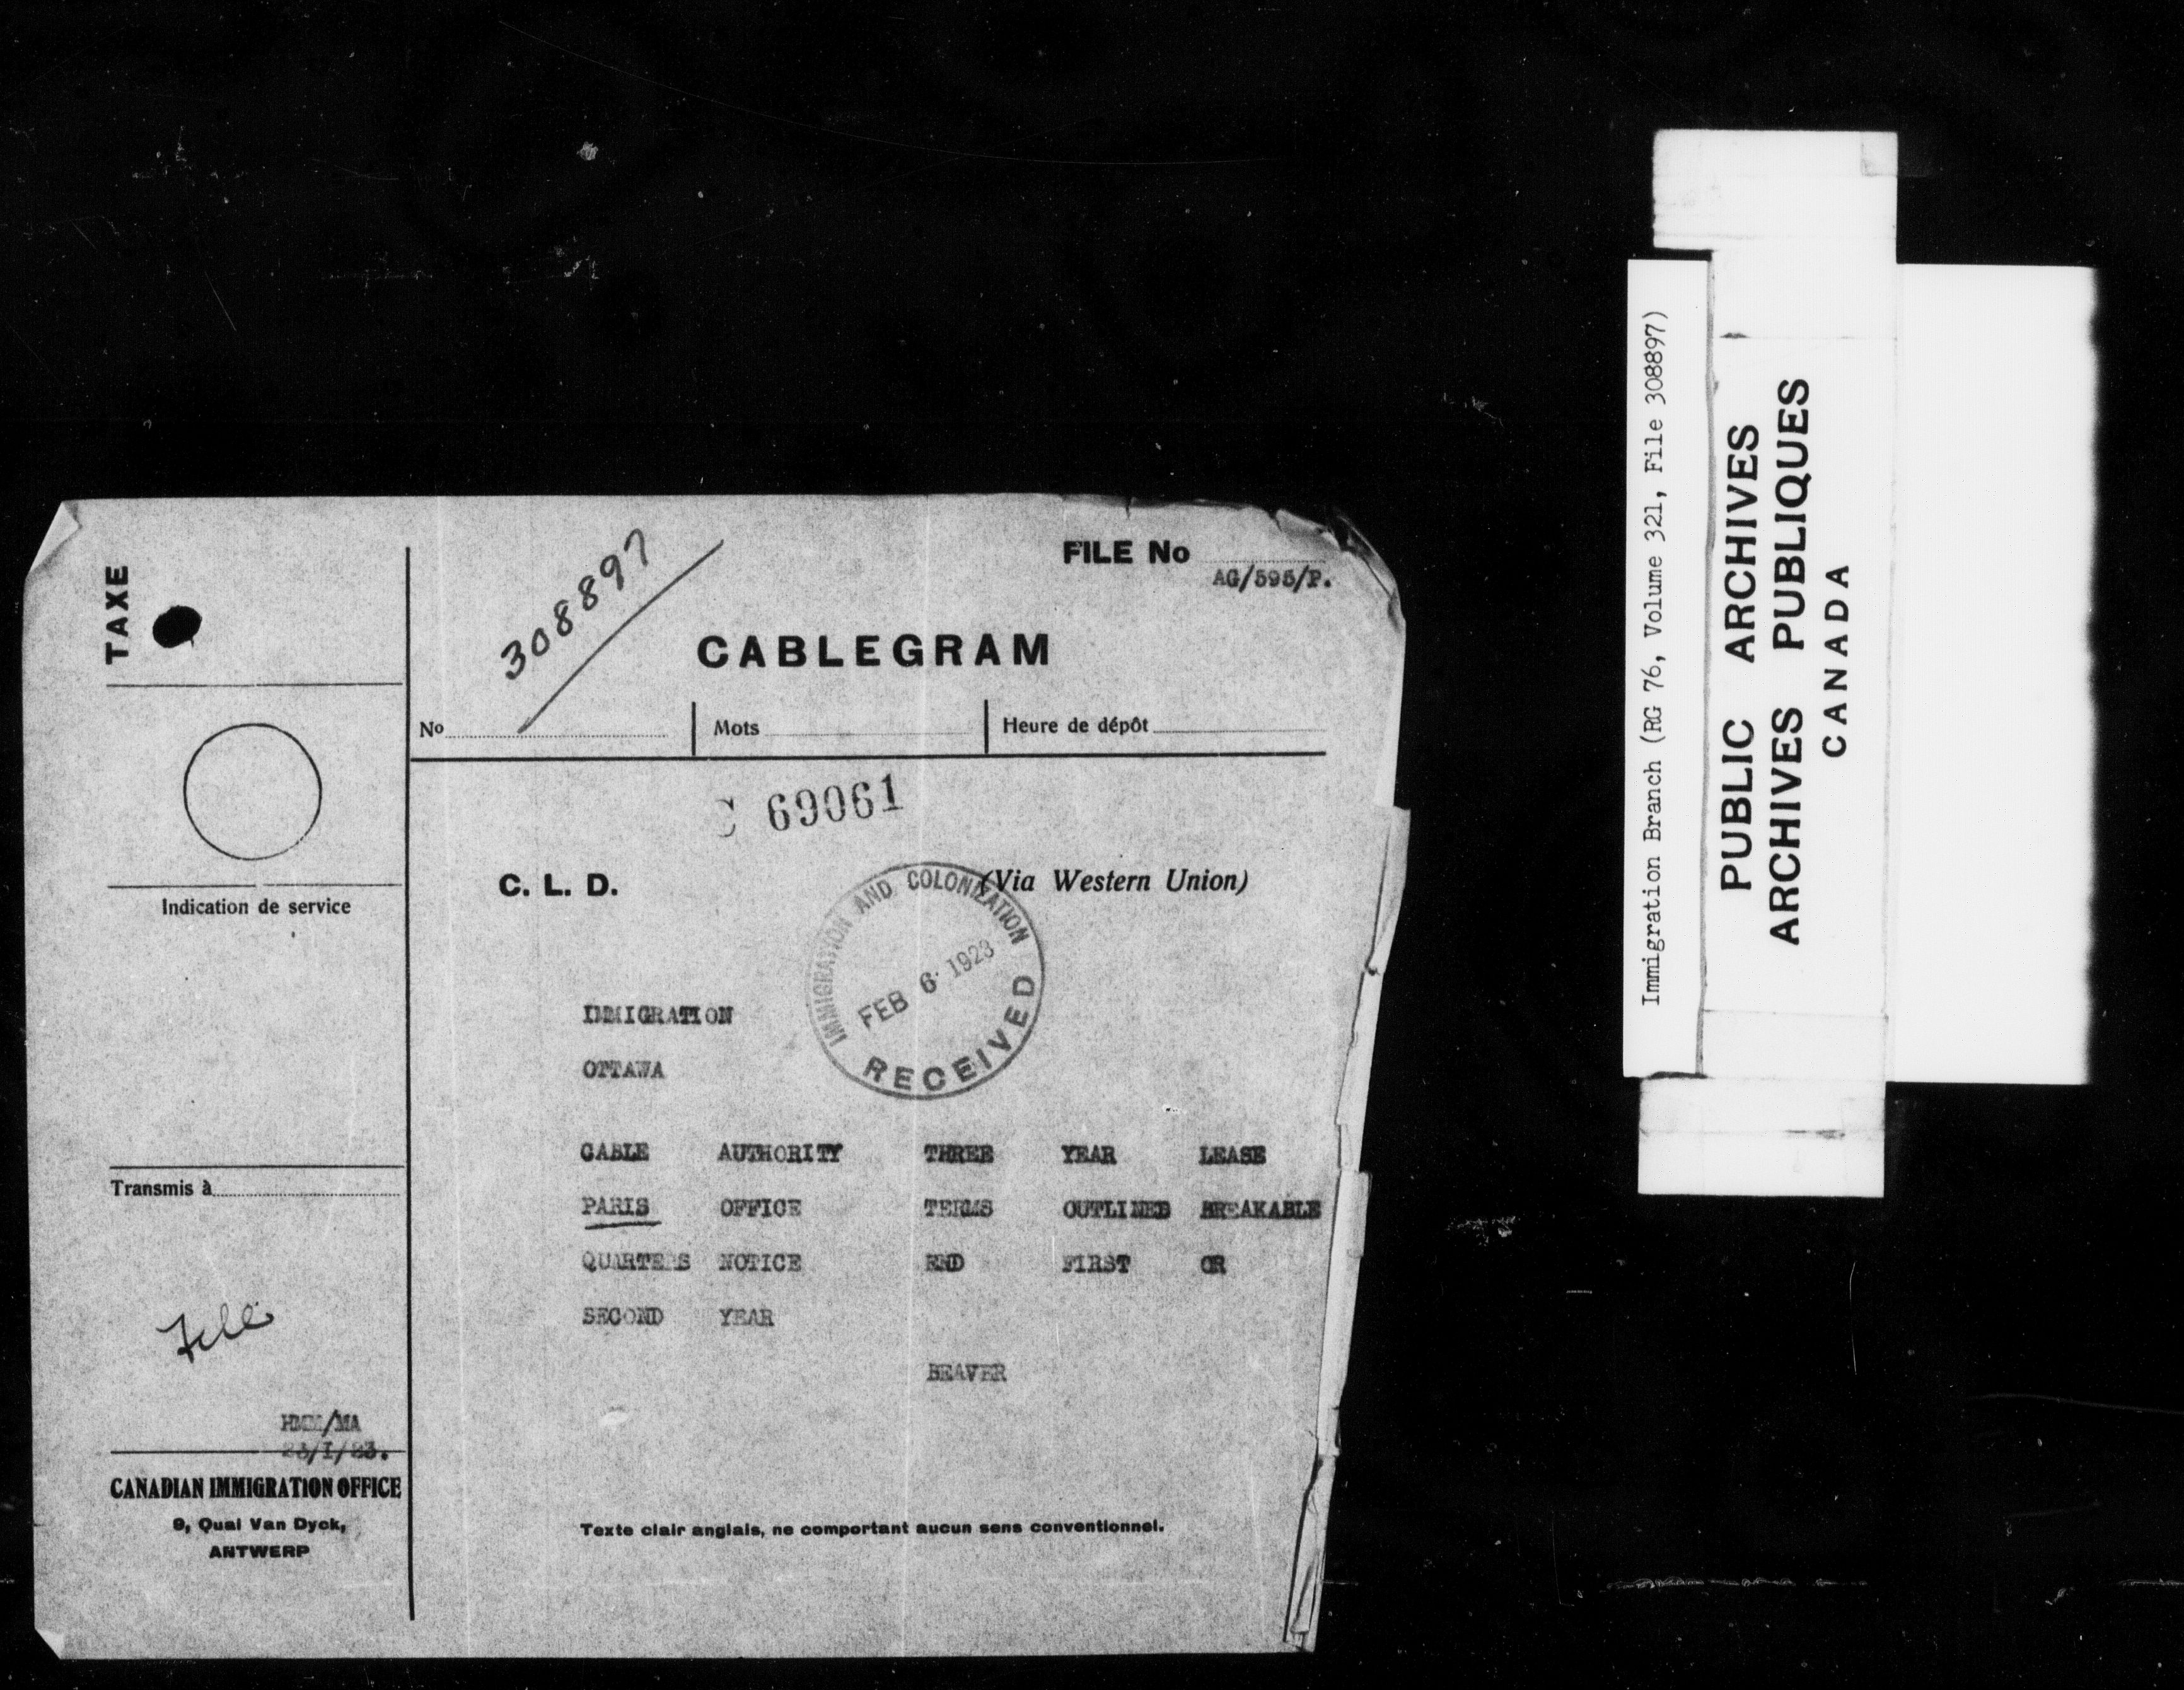 TAXE
308897
FILE No
AG/595/P.
CABLEGRAM
No
Mots
Heure de dépôt
C 69061
C. L. D.
(Via Western Union)
Indication de service
IMMIGRATION AND COLONIZATION
FEB 6 1923
RECEIVED
IMMIGRATION
OTTAWA
CABLE AUTHORITY THREE YEAR LEASE
PARIS OFFICE TERMS OUTLINED BREAKABLE
QUARTERS NOTICE END FIRST OR
SECOND YEAR
BEAVER
Transmis à
HMM/MA
23/I/23.
CANADIAN IMMIGRATION OFFICE
9, Quai Van Dyck,
ANTWERP
Texte clair anglais, ne comportant aucun sens conventionnel.
Immigration Branch (RG 76, Volume 321, File 308897)
PUBLIC ARCHIVES
ARCHIVES PUBLIQUES
CANADA